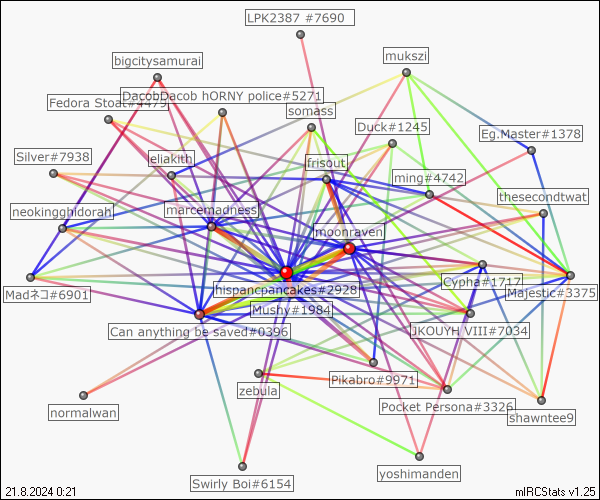 LPK2387 #7690
mukszi
bigcitysamurai
DacobDacob hORNY police#5271
Fedora Stoat#4475
somass
Duck#1245
Eg.Master#1378
Silver#7938
eliakith
frisout
ming#4742
thesecondtwat
neokingghidorah
marcemadness
moonraven
hispancpancakes#2928
Cypha#1717
Majestic#3375
Madネコ#6901
Mushy#1984
Can anything be saved#0396
JKOUYH VIII#7034
Pikabro#9971
zebula
Pocket Persona#3326
normalwan
shawntee9
Swirly Boi#6154
yoshimanden
21.8.2024 0:21
mIRCStats v1.25